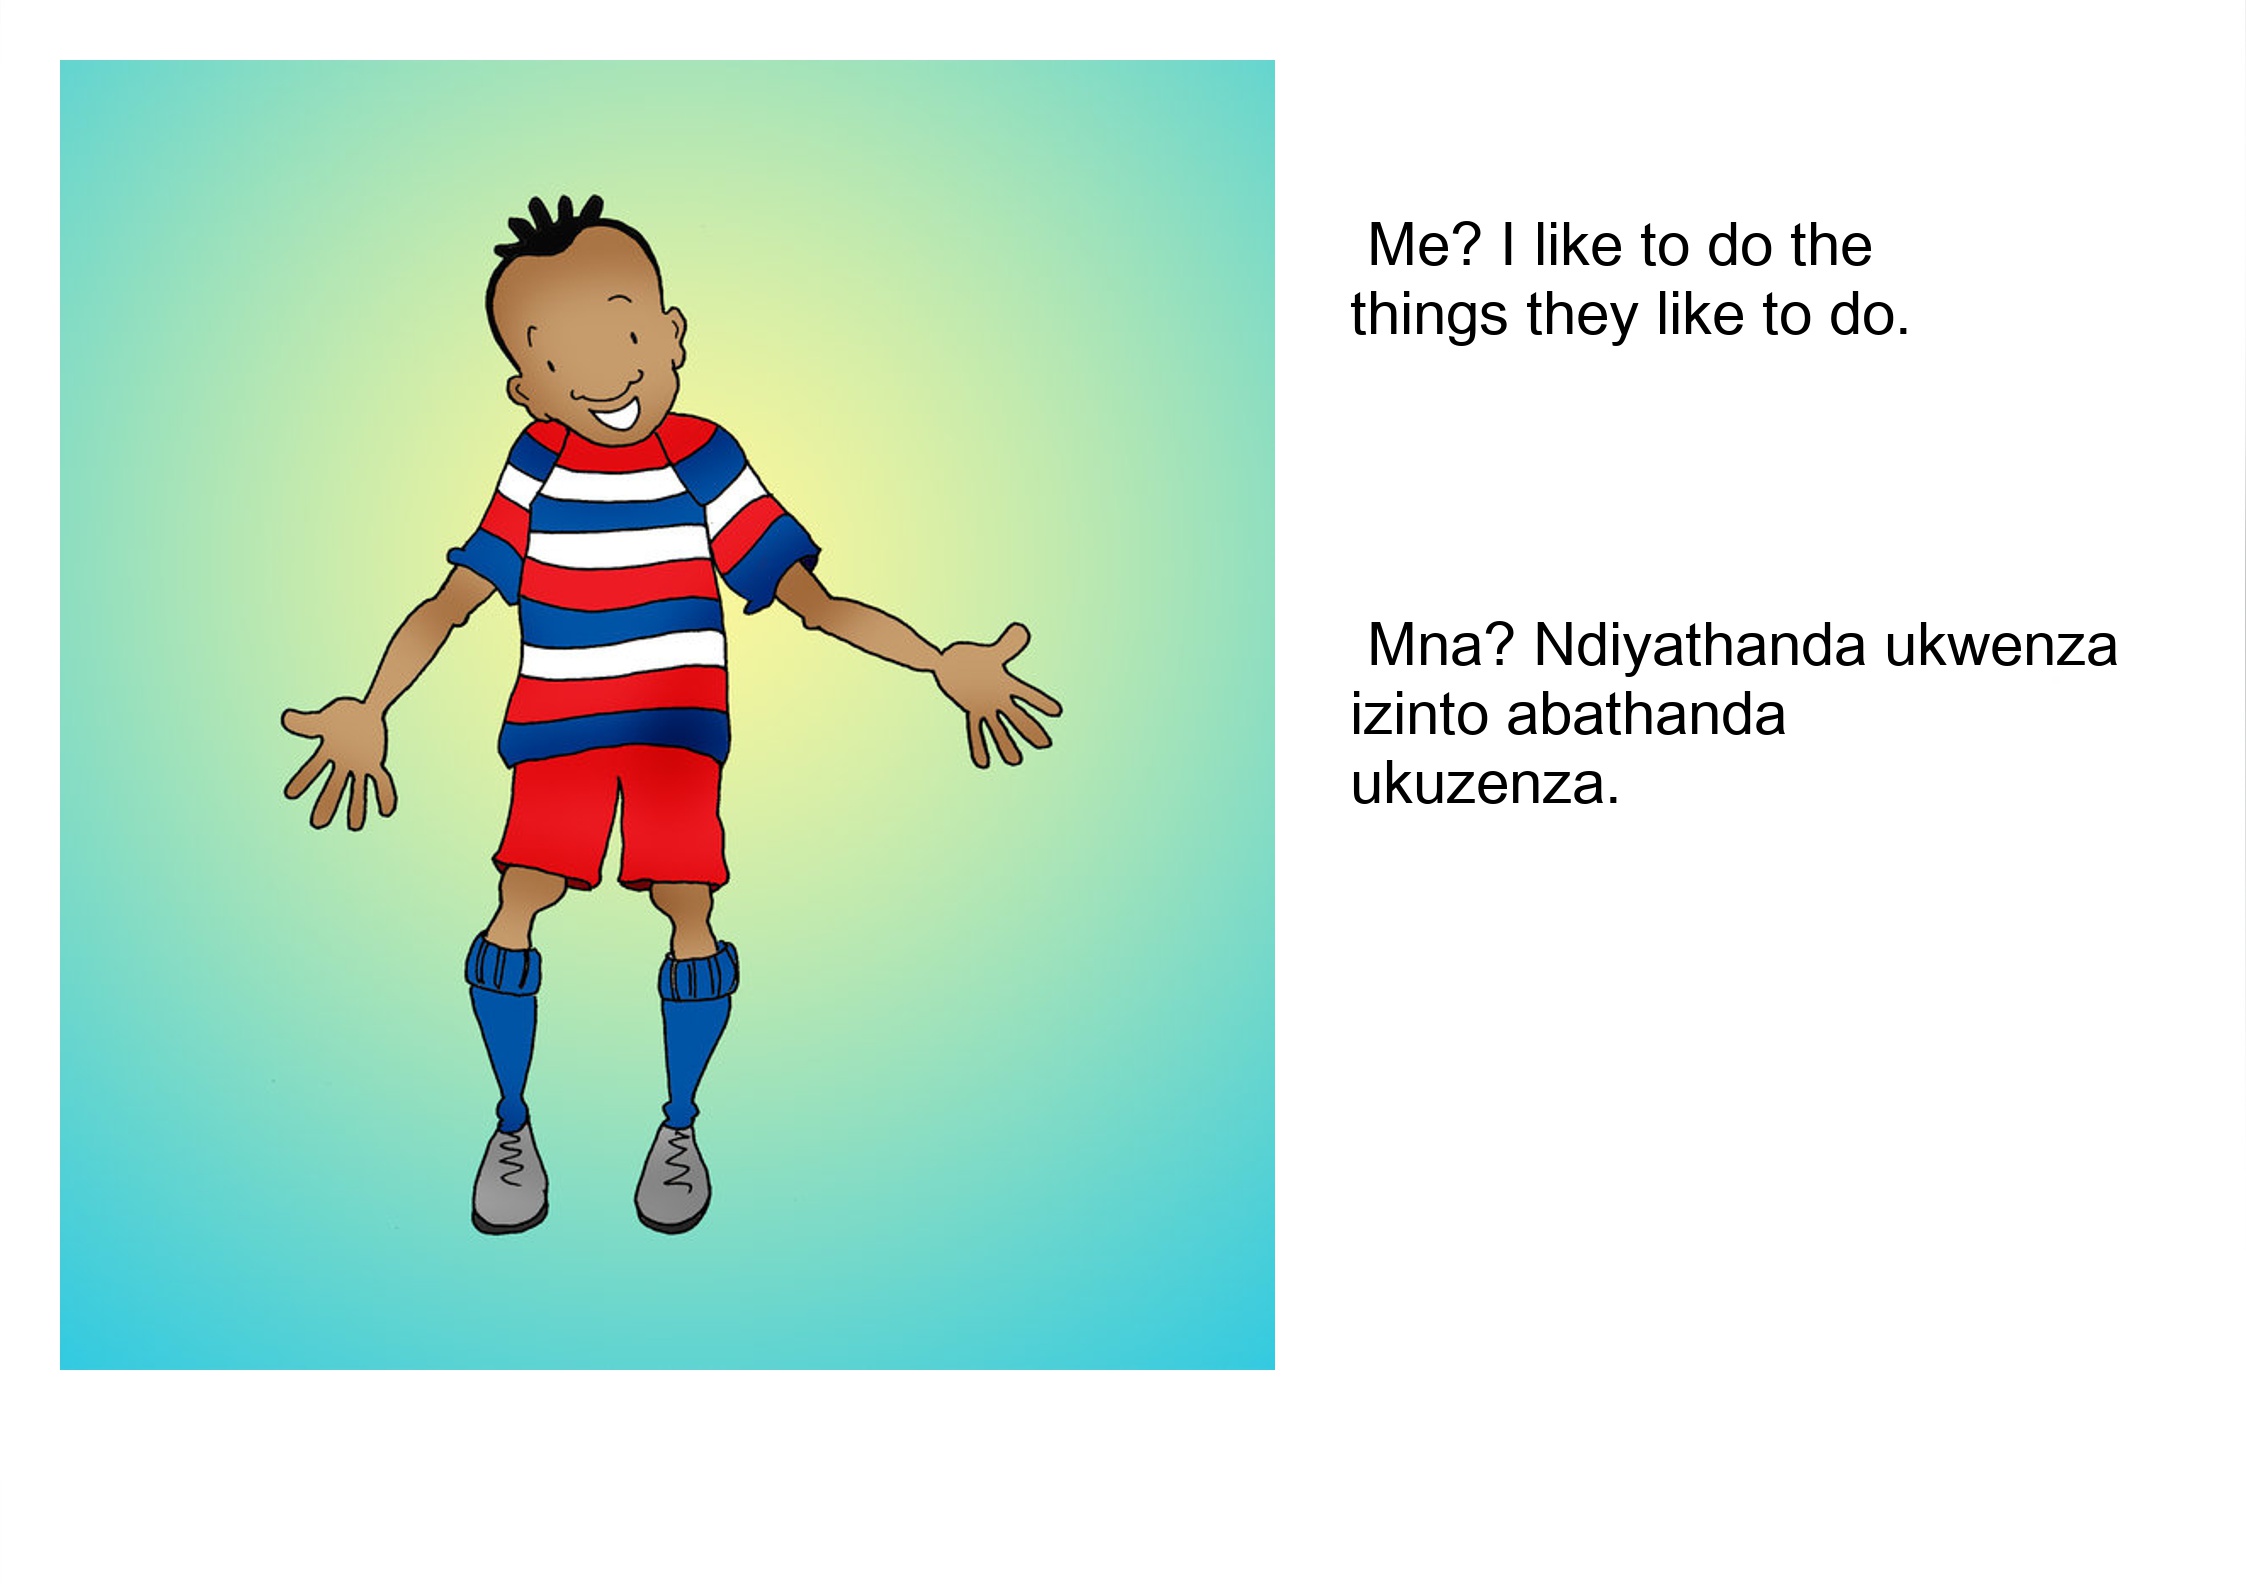 Me? I like to do the
things they like to do.
Mna? Ndiyathanda ukwenza
izinto abathanda
ukuzenza.